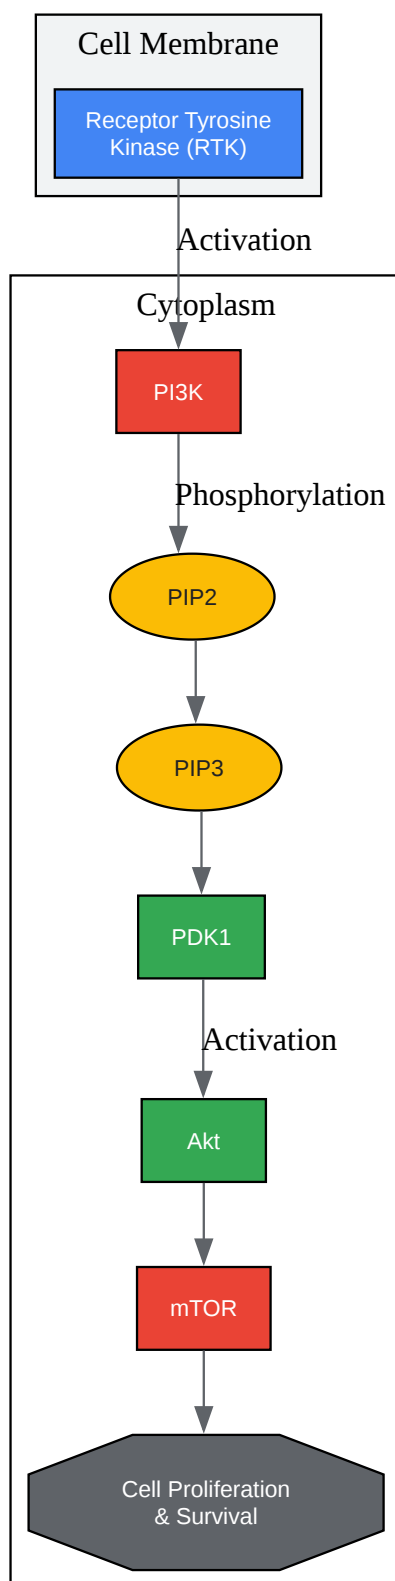 Cell Membrane
Receptor Tyrosine
Kinase (RTK)
Activation
Cytoplasm
PI3K
Phosphorylation
PIP2
PIP3
PDK1
Activation
Akt
mTOR
Cell Proliferation
& Survival